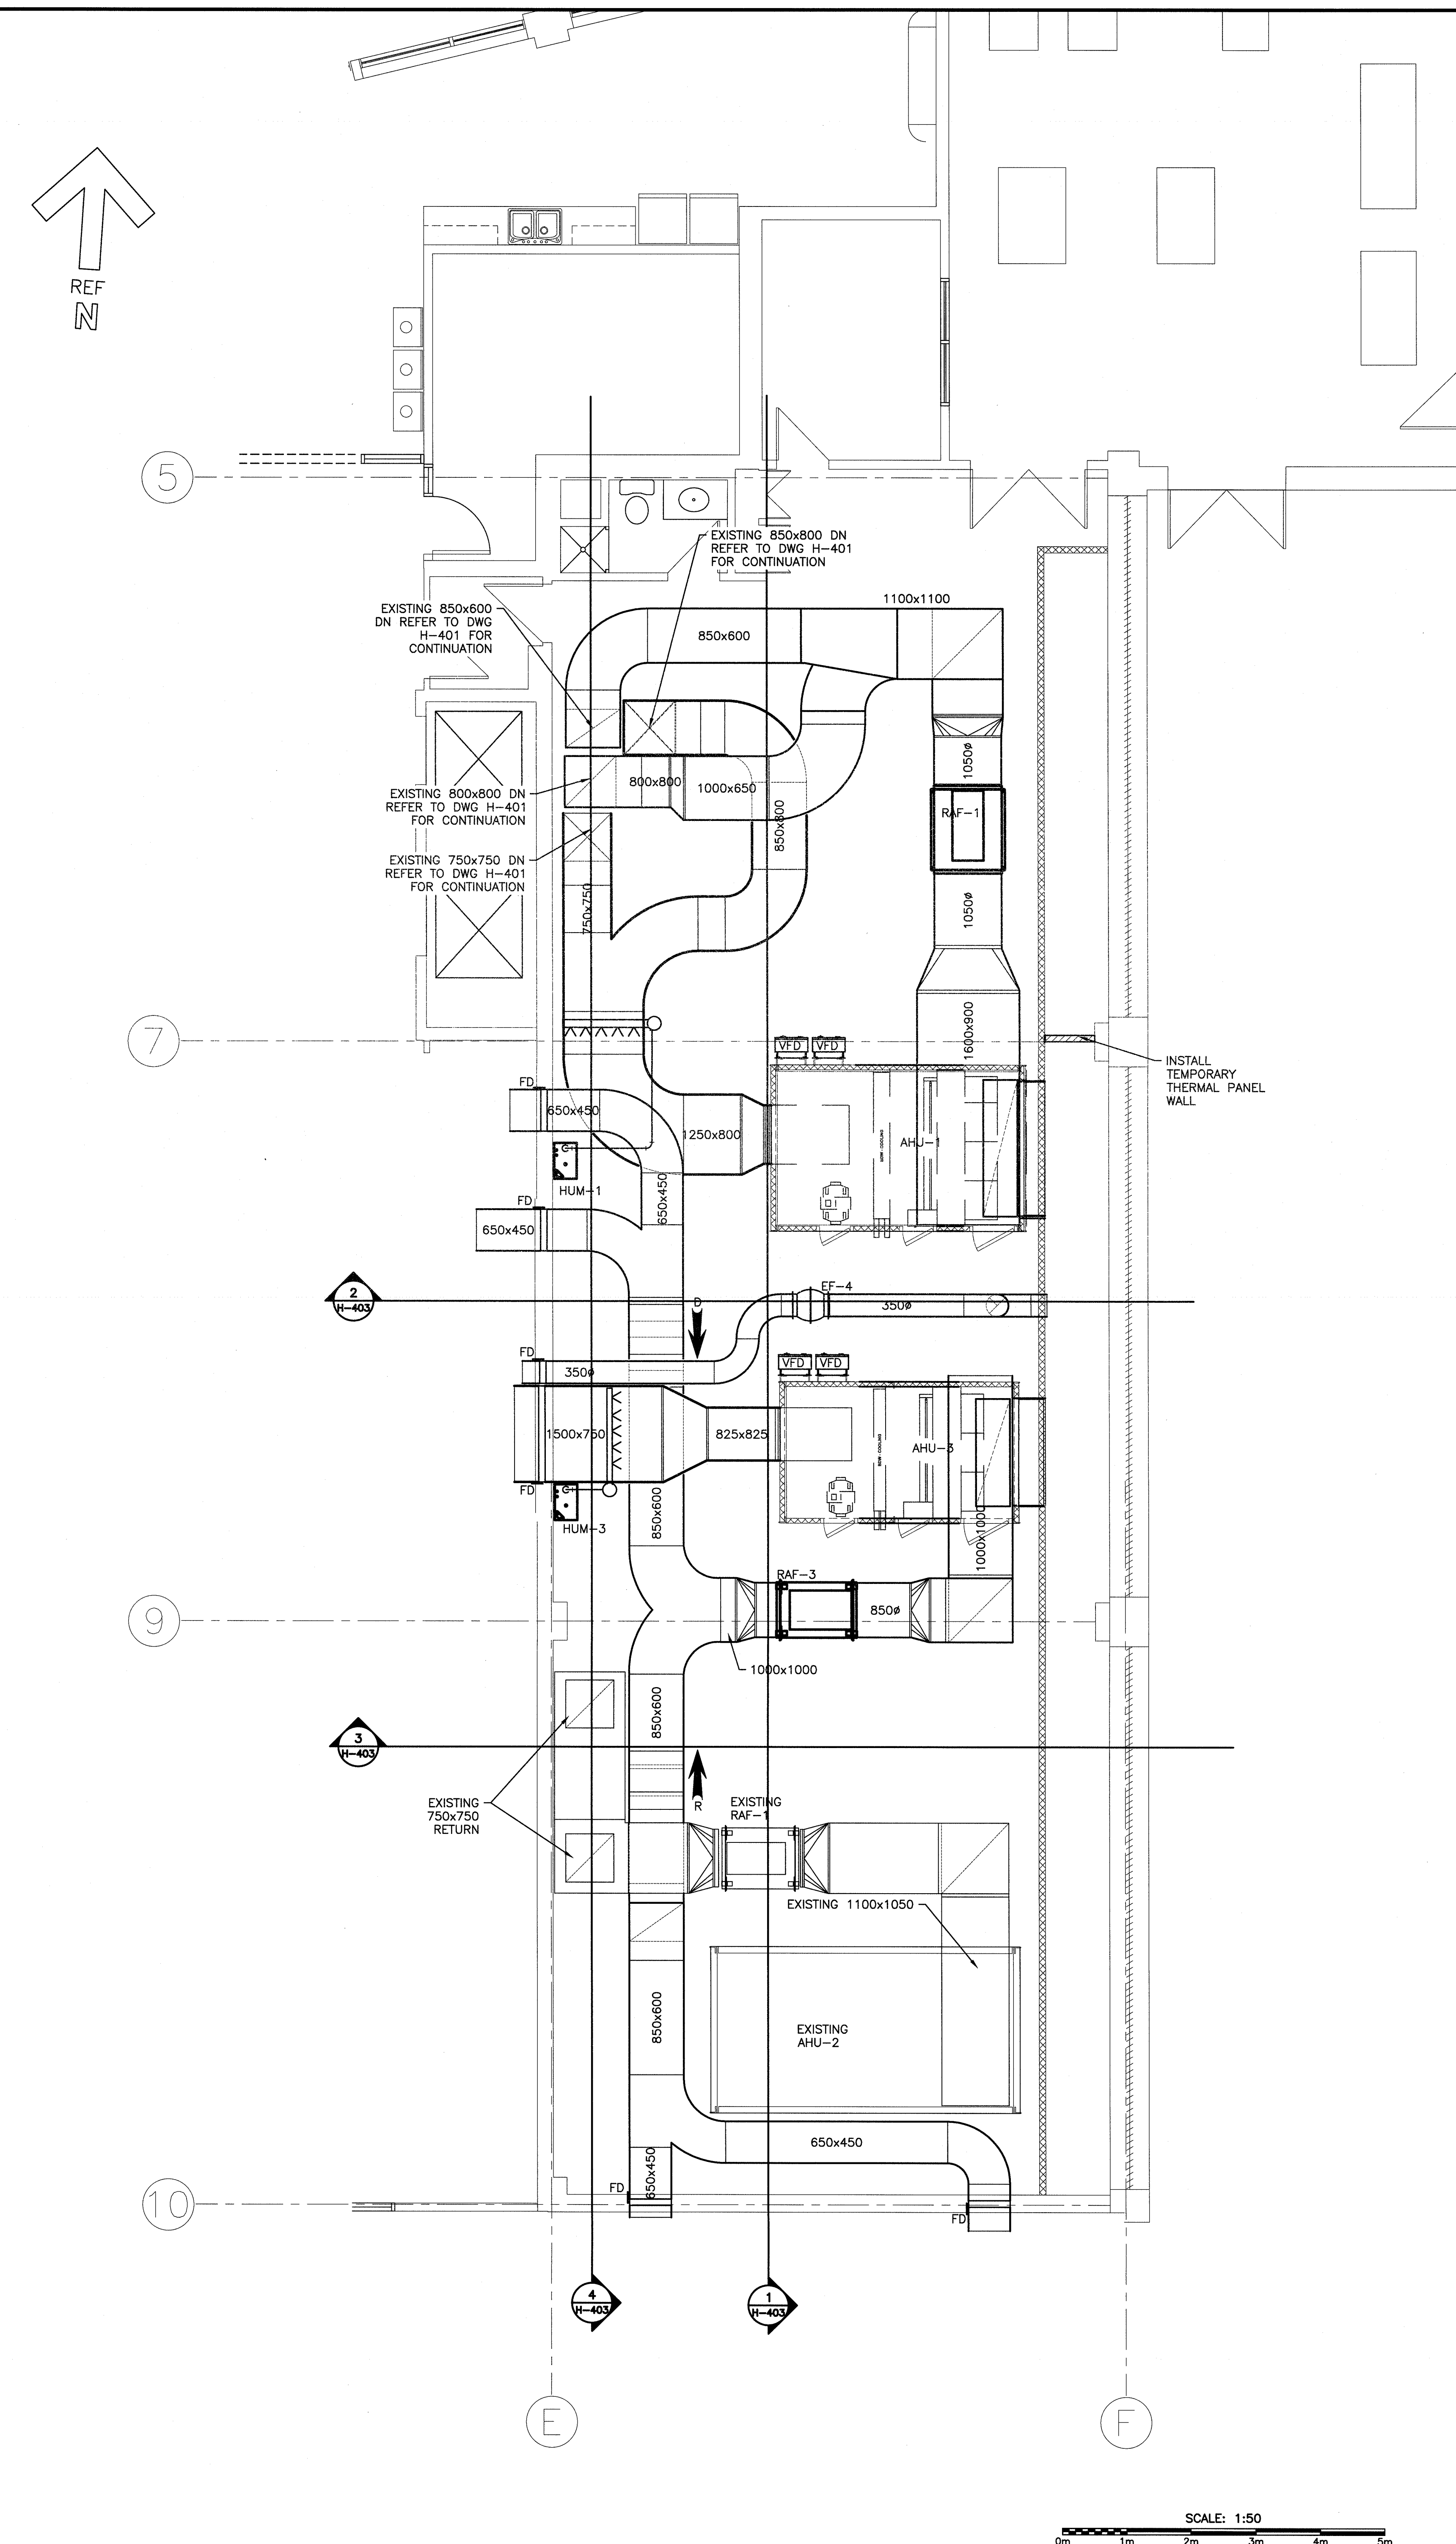 REF
N
5
EXISTING 850x800 DN
REFER TO DWG H-401
FOR CONTINUATION
1100x1100
EXISTING 850x600
DN REFER TO DWG
H-401 FOR
CONTINUATION
850x600
1050ø
800x800
1000x650
EXISTING 800x800 DN
REFER TO DWG H-401
FOR CONTINUATION
RAF-1
850x800
EXISTING 750x750 DN
REFER TO DWG H-401
FOR CONTINUATION
750x750
1050ø
7
1600x900
VFD
VFD
INSTALL
TEMPORARY
THERMAL PANEL
WALL
FD
650x450
1250x800
AHU-1
HUM-1
FD
650x450
650x450
2
H-403
D
EF-4
350ø
FD
350ø
VFD
VFD
1500x750
825x825
AHU-3
FD
HUM-3
850x600
1000x1000
RAF-3
850ø
9
1000x1000
850x600
3
H-403
R
EXISTING
RAF-1
EXISTING
750x750
RETURN
EXISTING 1100x1050
850x600
EXISTING
AHU-2
650x450
650x450
FD
10
FD
4
H-403
1
H-403
E
F
SCALE: 1:50
0m 1m 2m 3m 4m 5m